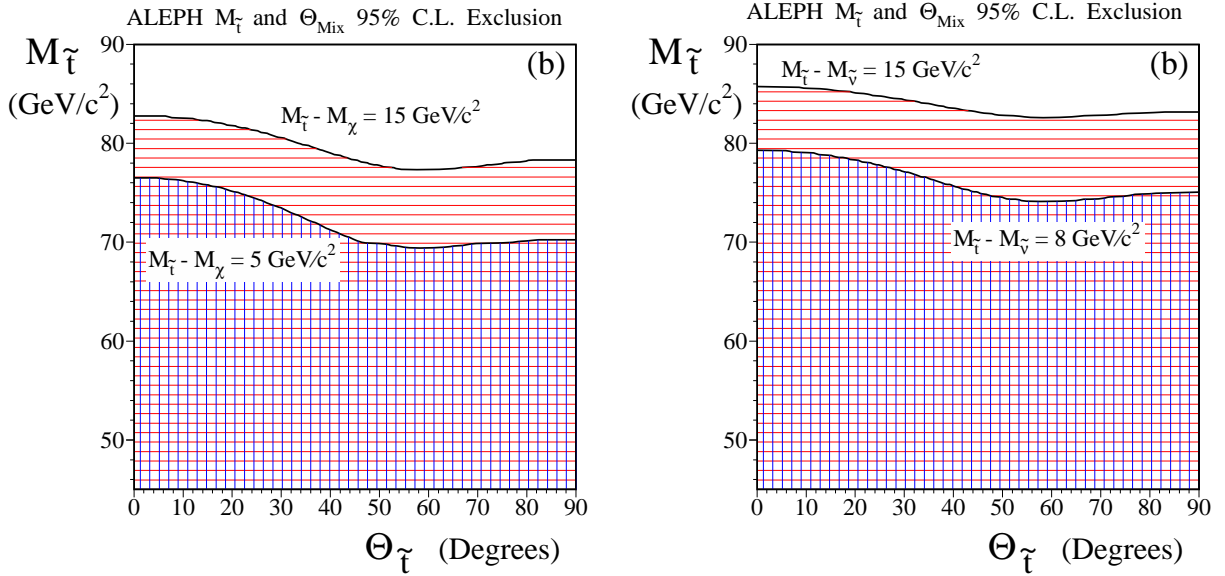 ALEPH M_t̃ and Θ_Mix 95% C.L. Exclusion
M_t̃
(GeV/c²)
(b)
M_t̃ - M_χ = 15 GeV/c²
M_t̃ - M_χ = 5 GeV/c²
90
80
70
60
50
0 10 20 30 40 50 60 70 80 90
Θ_t̃ (Degrees)
ALEPH M_t̃ and Θ_Mix 95% C.L. Exclusion
M_t̃
(GeV/c²)
(b)
M_t̃ - M_ṽ = 15 GeV/c²
M_t̃ - M_ṽ = 8 GeV/c²
90
80
70
60
50
0 10 20 30 40 50 60 70 80 90
Θ_t̃ (Degrees)